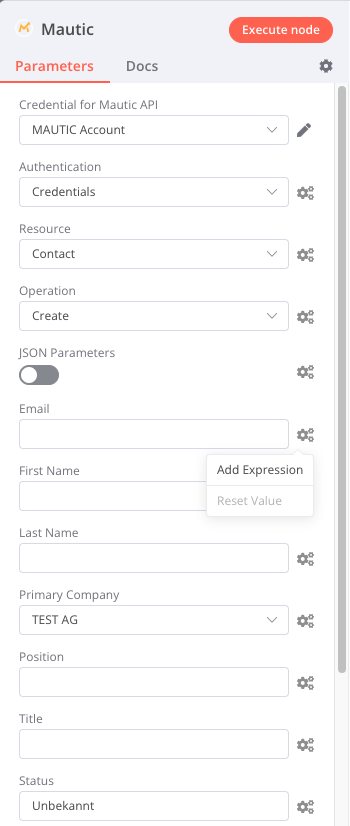 Mautic
Execute node
Parameters
Docs
Credential for Mautic API
MAUTIC Account
Authentication
Credentials
Resource
Contact
Operation
Create
JSON Parameters
Email
Add Expression
First Name
Reset Value
Last Name
Primary Company
TEST AG
Position
Title
Status
Unbekannt